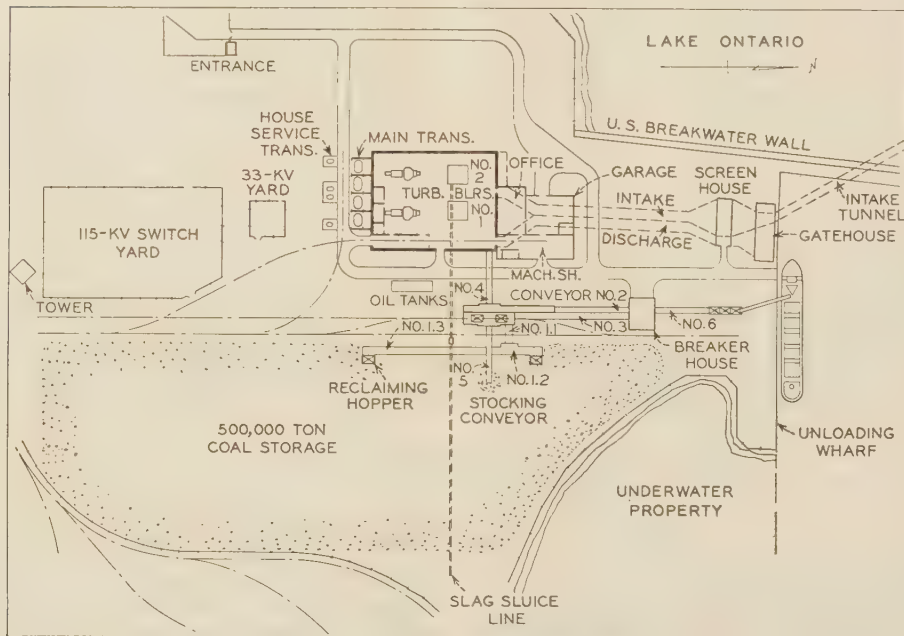 LAKE ONTARIO
N
ENTRANCE
U.S. BREAKWATER WALL
HOUSE
SERVICE
TRANS.
MAIN TRANS.
33-KV
YARD
NO.
2
OFFICE
GARAGE
SCREEN
HOUSE
TURB. BLRS.
NO.
1
INTAKE
DISCHARGE
INTAKE
TUNNEL
GATEHOUSE
115-KV SWITCH
YARD
MACH. SH.
TOWER
OIL TANKS
NO.4
CONVEYOR NO.2
NO.1.3
NO.1.1
NO.3
NO.6
BREAKER
HOUSE
RECLAIMING
HOPPER
NO.
5
NO.1.2
STOCKING
CONVEYOR
500,000 TON
COAL STORAGE
UNLOADING
WHARF
UNDERWATER
PROPERTY
SLAG SLUICE
LINE